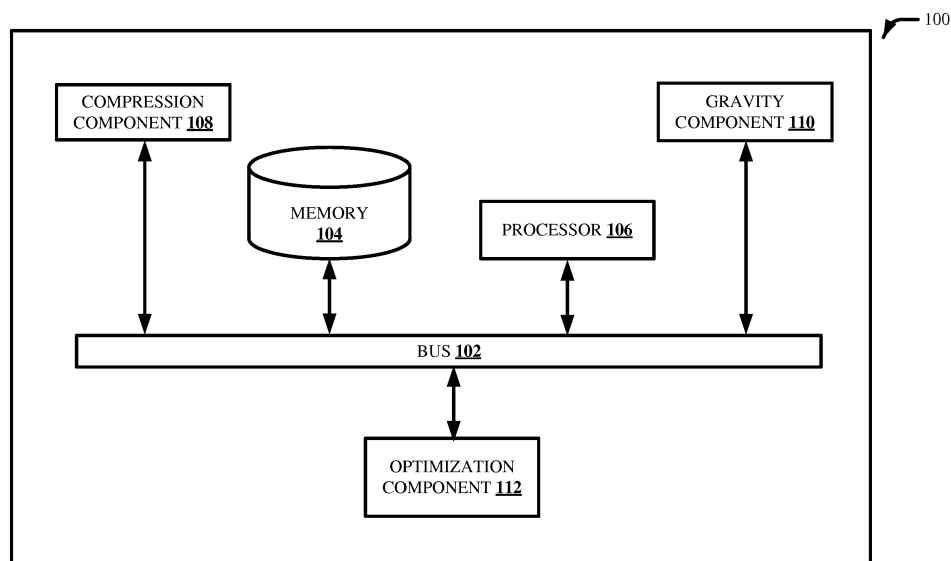 100
COMPRESSION
COMPONENT 108
GRAVITY
COMPONENT 110
MEMORY
104
PROCESSOR 106
BUS 102
OPTIMIZATION
COMPONENT 112